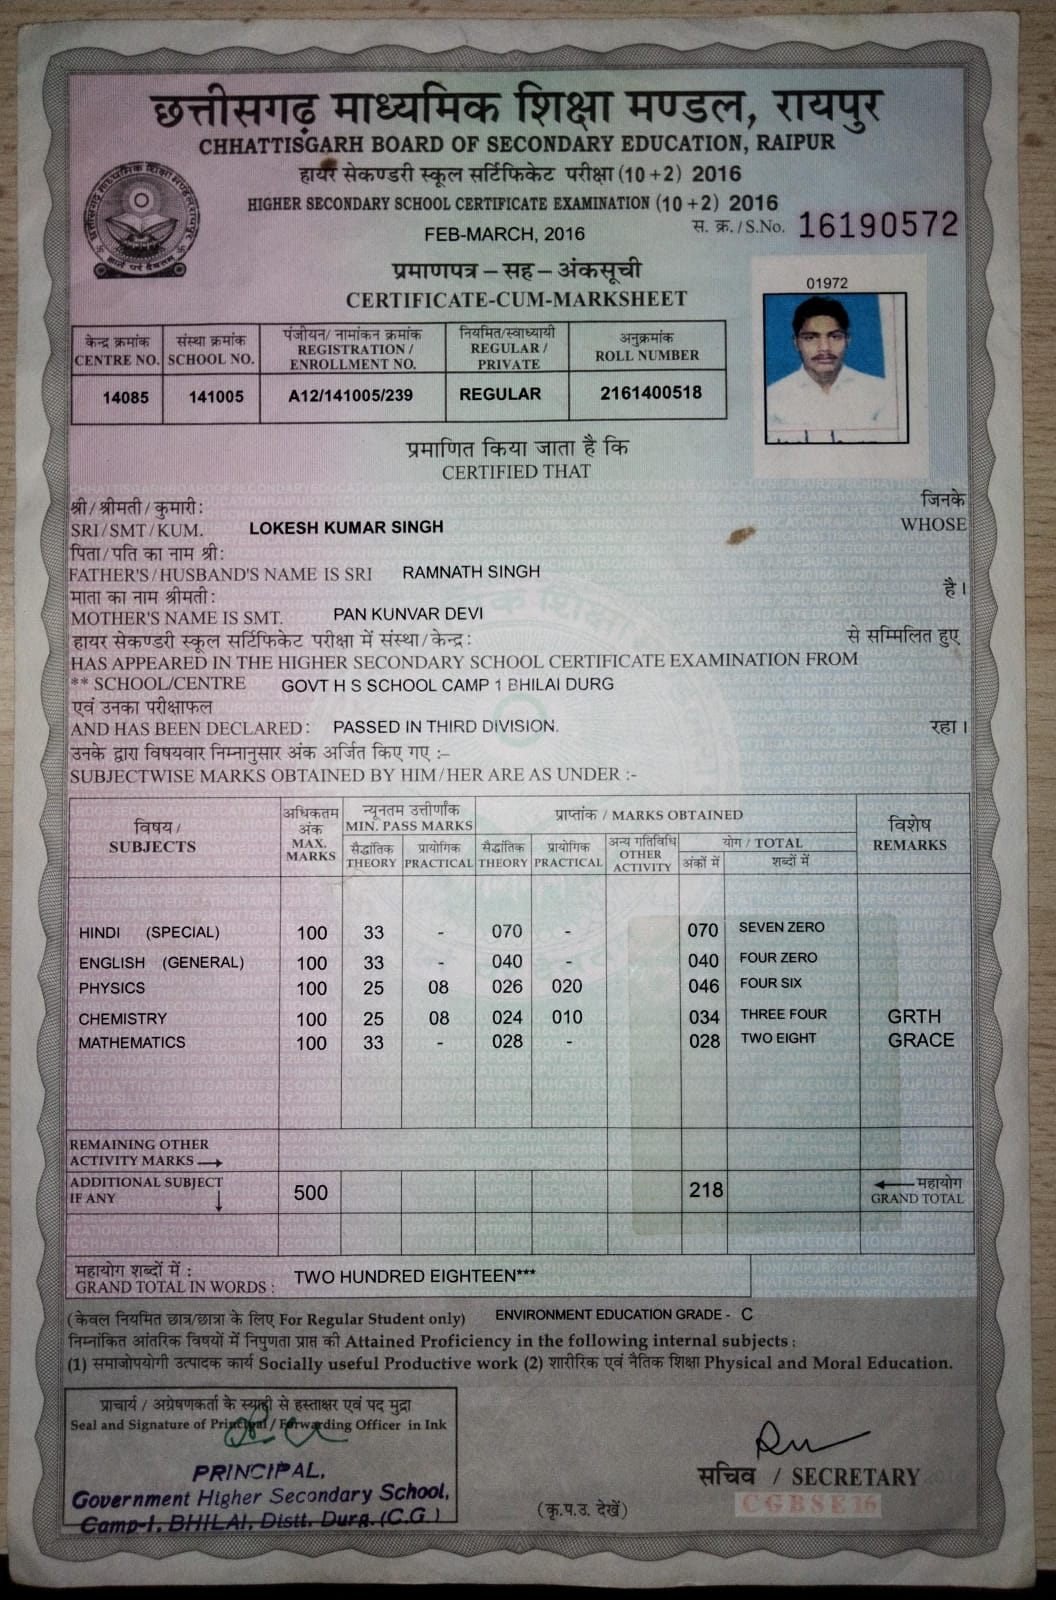 छत्तीसगढ़ माध्यमिक शिक्षा मण्डल, रायपुर
CHHATTISGARH BOARD OF SECONDARY EDUCATION, RAIPUR
हायर सेकण्डरी स्कूल सर्टिफिकेट परीक्षा (10+2) 2016
HIGHER SECONDARY SCHOOL CERTIFICATE EXAMINATION (10+2) 2016
FEB-MARCH, 2016
स. क्र./S.No. 16190572
प्रमाणपत्र – सह – अंकसूची
CERTIFICATE-CUM-MARKSHEET
01972
केन्द्र क्रमांक संस्था क्रमांक पंजीयन/ नामांकन क्रमांक नियमित/स्वाध्यायी अनुक्रमांक
CENTRE NO. SCHOOL NO. REGISTRATION / ENROLLMENT NO. REGULAR / PRIVATE ROLL NUMBER
14085 141005 A12/141005/239 REGULAR 2161400518
प्रमाणित किया जाता है कि
CERTIFIED THAT
श्री/श्रीमती/कुमारी: जिनके
SRI/SMT/KUM. LOKESH KUMAR SINGH WHOSE
पिता/पति का नाम श्री:
FATHER'S/HUSBAND'S NAME IS SRI RAMNATH SINGH
माता का नाम श्रीमती: है।
MOTHER'S NAME IS SMT. PAN KUNVAR DEVI
हायर सेकण्डरी स्कूल सर्टिफिकेट परीक्षा में संस्था/केन्द्र: से सम्मिलित हुए
HAS APPEARED IN THE HIGHER SECONDARY SCHOOL CERTIFICATE EXAMINATION FROM
** SCHOOL/CENTRE GOVT H S SCHOOL CAMP 1 BHILAI DURG
एवं उनका परीक्षाफल
AND HAS BEEN DECLARED: PASSED IN THIRD DIVISION. रहा।
उनके द्वारा विषयवार निम्नानुसार अंक अर्जित किए गए :–
SUBJECTWISE MARKS OBTAINED BY HIM/HER ARE AS UNDER :-
विषय/ अधिकतम अंक न्यूनतम उत्तीर्णांक प्राप्तांक / MARKS OBTAINED विशेष
SUBJECTS MAX. MARKS MIN. PASS MARKS REMARKS
सैद्धांतिक प्रायोगिक सैद्धांतिक प्रायोगिक अन्य गतिविधि योग/TOTAL
THEORY PRACTICAL THEORY PRACTICAL OTHER ACTIVITY अंकों में शब्दों में
HINDI (SPECIAL) 100 33 - 070 - 070 SEVEN ZERO
ENGLISH (GENERAL) 100 33 - 040 - 040 FOUR ZERO
PHYSICS 100 25 08 026 020 046 FOUR SIX
CHEMISTRY 100 25 08 024 010 034 THREE FOUR GRTH
MATHEMATICS 100 33 - 028 - 028 TWO EIGHT GRACE
REMAINING OTHER
ACTIVITY MARKS
ADDITIONAL SUBJECT 500 218 महायोग
IF ANY GRAND TOTAL
महायोग शब्दों में :
GRAND TOTAL IN WORDS : TWO HUNDRED EIGHTEEN***
(केवल नियमित छात्र/छात्रा के लिए For Regular Student only) ENVIRONMENT EDUCATION GRADE - C
निम्नांकित आंतरिक विषयों में निपुणता प्राप्त की Attained Proficiency in the following internal subjects :
(1) समाजोपयोगी उत्पादक कार्य Socially useful Productive work (2) शारीरिक एवं नैतिक शिक्षा Physical and Moral Education.
प्राचार्य / अग्रेषणकर्ता के स्याही से हस्ताक्षर एवं पद मुद्रा
Seal and Signature of Principal/Forwarding Officer in Ink
PRINCIPAL,
Government Higher Secondary School,
Camp-1, BHILAI, Distt. Durg. (C.G.)
(कृ.प.उ. देखें)
सचिव / SECRETARY
CGBSE16